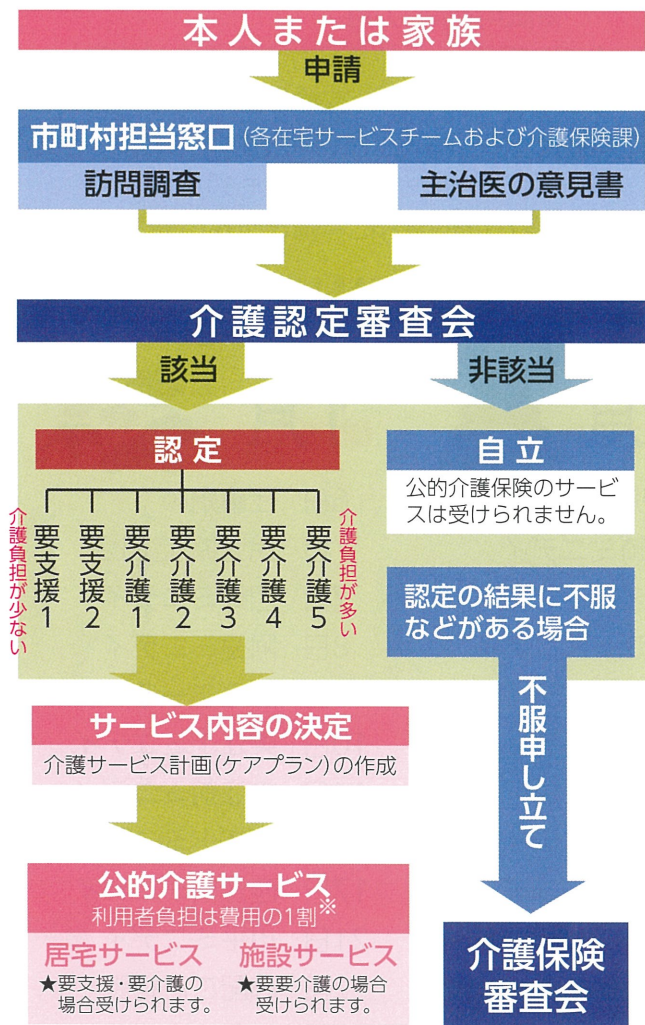 本人または家族
申請
市町村担当窓口(各在宅サービスチームおよび介護保険課)
訪問調査
主治医の意見書
介護認定審査会
該当
非該当
認定
介護負担が少ない
要支援1
要支援2
要介護1
要介護2
要介護3
要介護4
要介護5
介護負担が多い
自立
公的介護保険のサービ
スは受けられません。
認定の結果に不服
などがある場合
不服申し立て
サービス内容の決定
介護サービス計画(ケアプラン)の作成
公的介護サービス
利用者負担は費用の1割※
居宅サービス
★要支援・要介護の
場合受けられます。
施設サービス
★要要介護の場合
受けられます。
介護保険
審査会